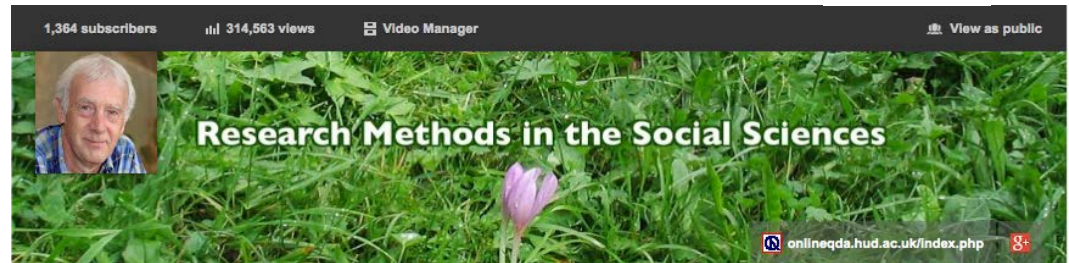 1,364 subscribers 314,563 views Video Manager View as public
Research Methods in the Social Sciences
onlineqda.hud.ac.uk/index.php g+